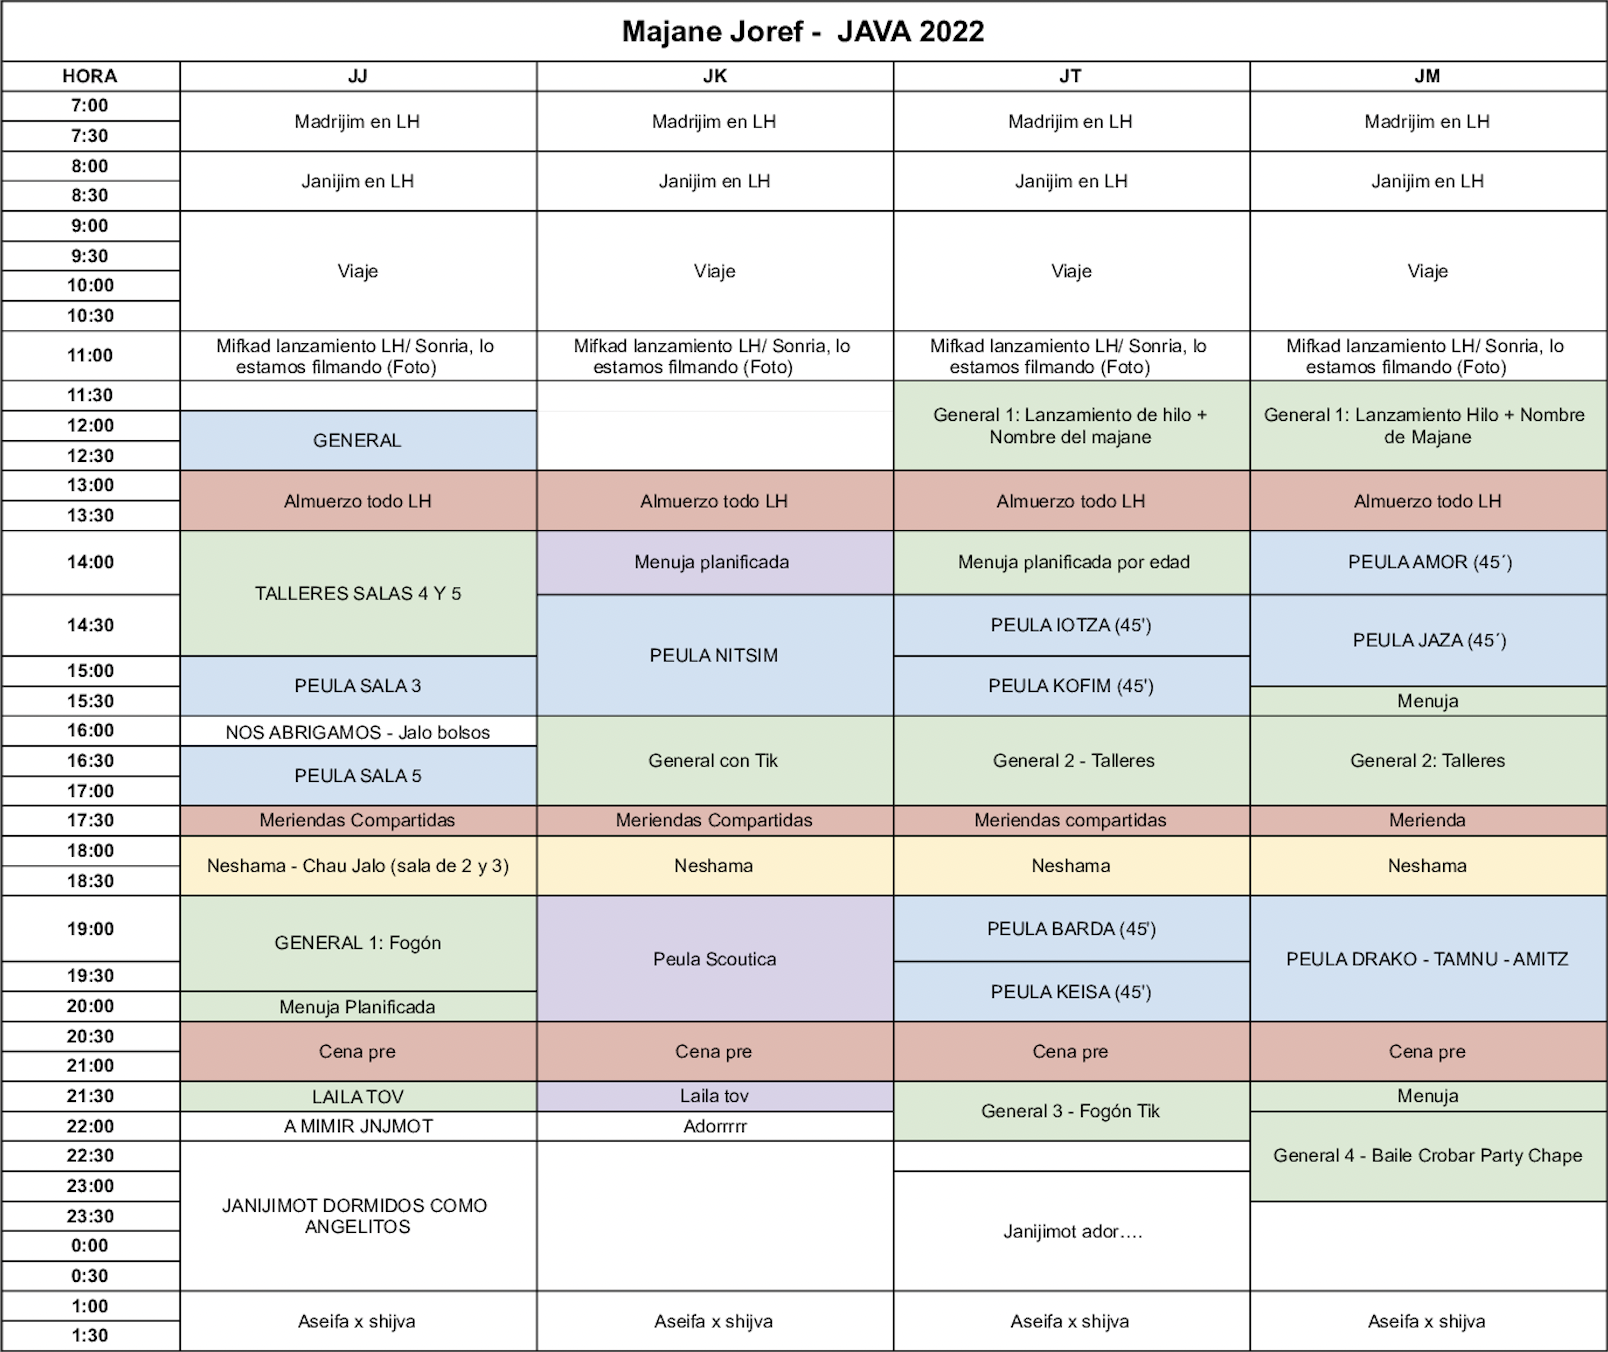 Majane Joref -  JAVA 2022
HORA JJ JK JT JM
7:00
Madrijim en LH Madrijim en LH Madrijim en LH Madrijim en LH
7:30
8:00
Janijim en LH Janijim en LH Janijim en LH Janijim en LH
8:30
9:00
9:30
Viaje Viaje Viaje Viaje
10:00
10:30
11:00
Mifkad lanzamiento LH/ Sonria, lo
estamos filmando (Foto)
Mifkad lanzamiento LH/ Sonria, lo
estamos filmando (Foto)
Mifkad lanzamiento LH/ Sonria, lo
estamos filmando (Foto)
Mifkad lanzamiento LH/ Sonria, lo
estamos filmando (Foto)
11:30
General 1: Lanzamiento de hilo +
Nombre del majane
General 1: Lanzamiento Hilo + Nombre
de Majane
12:00
GENERAL
12:30
13:00
Almuerzo todo LH Almuerzo todo LH Almuerzo todo LH Almuerzo todo LH
13:30
14:00 Menuja planificada Menuja planificada por edad PEULA AMOR (45´)
TALLERES SALAS 4 Y 5
14:30 PEULA IOTZA (45')
PEULA NITSIM PEULA JAZA (45´)
15:00
PEULA SALA 3 PEULA KOFIM (45')
15:30 Menuja
16:00 NOS ABRIGAMOS - Jalo bolsos
16:30 General con Tik General 2 - Talleres General 2: Talleres
PEULA SALA 5
17:00
17:30 Meriendas Compartidas Meriendas Compartidas Meriendas compartidas Merienda
18:00
Neshama - Chau Jalo (sala de 2 y 3) Neshama Neshama Neshama
18:30
19:00 PEULA BARDA (45')
GENERAL 1: Fogón
Peula Scoutica PEULA DRAKO - TAMNU - AMITZ
19:30
PEULA KEISA (45')
20:00 Menuja Planificada
20:30
Cena pre Cena pre Cena pre Cena pre
21:00
21:30 LAILA TOV Laila tov Menuja
General 3 - Fogón Tik
22:00 A MIMIR JNJMOT Adorrrrr
22:30 General 4 - Baile Crobar Party Chape
23:00
23:30
JANIJIMOT DORMIDOS COMO
ANGELITOS
Janijimot ador....
0:00
0:30
1:00
Aseifa x shijva Aseifa x shijva Aseifa x shijva Aseifa x shijva
1:30